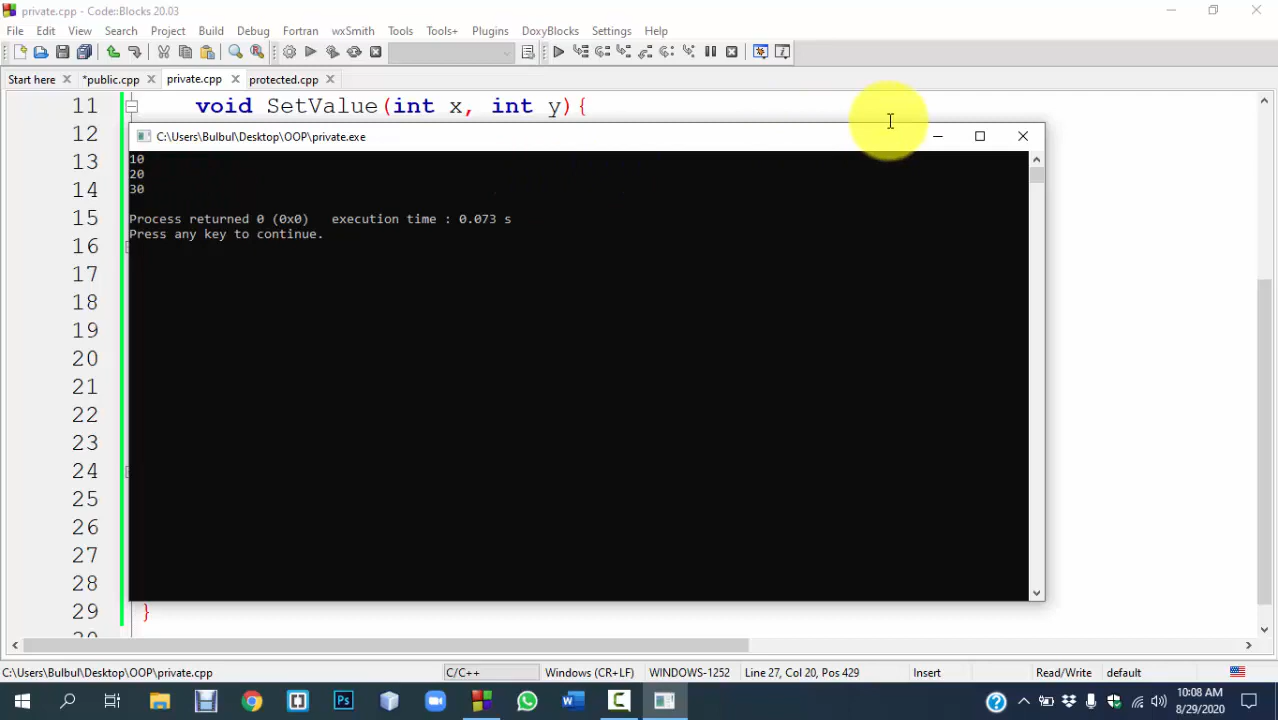 private.cpp - Code::Blocks 20.03
File Edit View Search Project Build Debug Fortran wxSmith Tools Tools+ Plugins DoxyBlocks Settings Help
Start here *public.cpp private.cpp protected.cpp
11 void SetValue(int x, int y){
12
C:\Users\Bulbul\Desktop\OOP\private.exe
13
10
20
30
14
15
Process returned 0 (0x0) execution time : 0.073 s
Press any key to continue.
16
17
18
19
20
21
22
23
24
25
26
27
28
29 }
C:\Users\Bulbul\Desktop\OOP\private.cpp C/C++ Windows (CR+LF) WINDOWS-1252 Line 27, Col 20, Pos 429 Insert Read/Write default
10:08 AM
8/29/2020